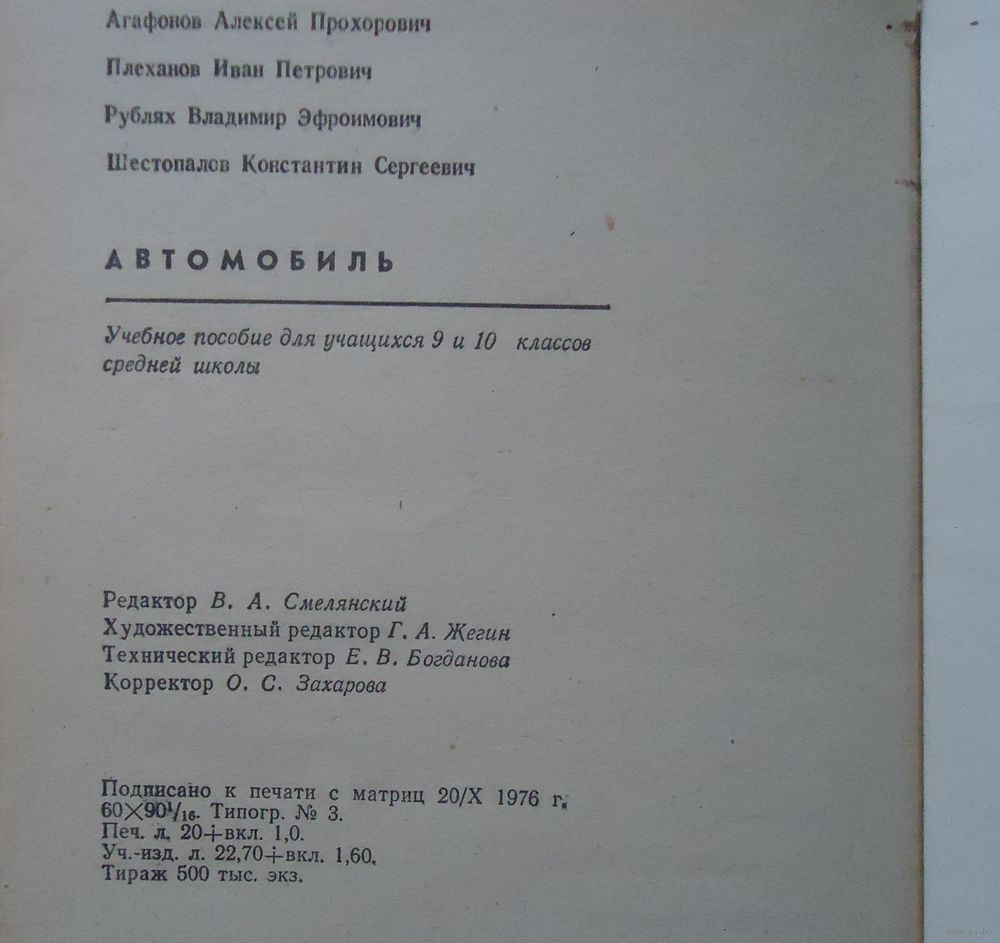 Агафонов Алексей Прохорович
Плеханов Иван Петрович
Рублях Владимир Эфроимович
Шестопалов Константин Сергеевич
АВТОМОБИЛЬ
Учебное пособие для учащихся 9 и 10 классов
средней школы
Редактор В. А. Смелянский
Художественный редактор Г. А. Жегин
Технический редактор Е. В. Богданова
Корректор О. С. Захарова
Подписано к печати с матриц 20/X 1976 г.
60×90¹/₁₆. Типогр. № 3.
Печ. л. 20+вкл. 1,0.
Уч.-изд. л. 22,70+вкл. 1,60.
Тираж 500 тыс. экз.
www.ay.by